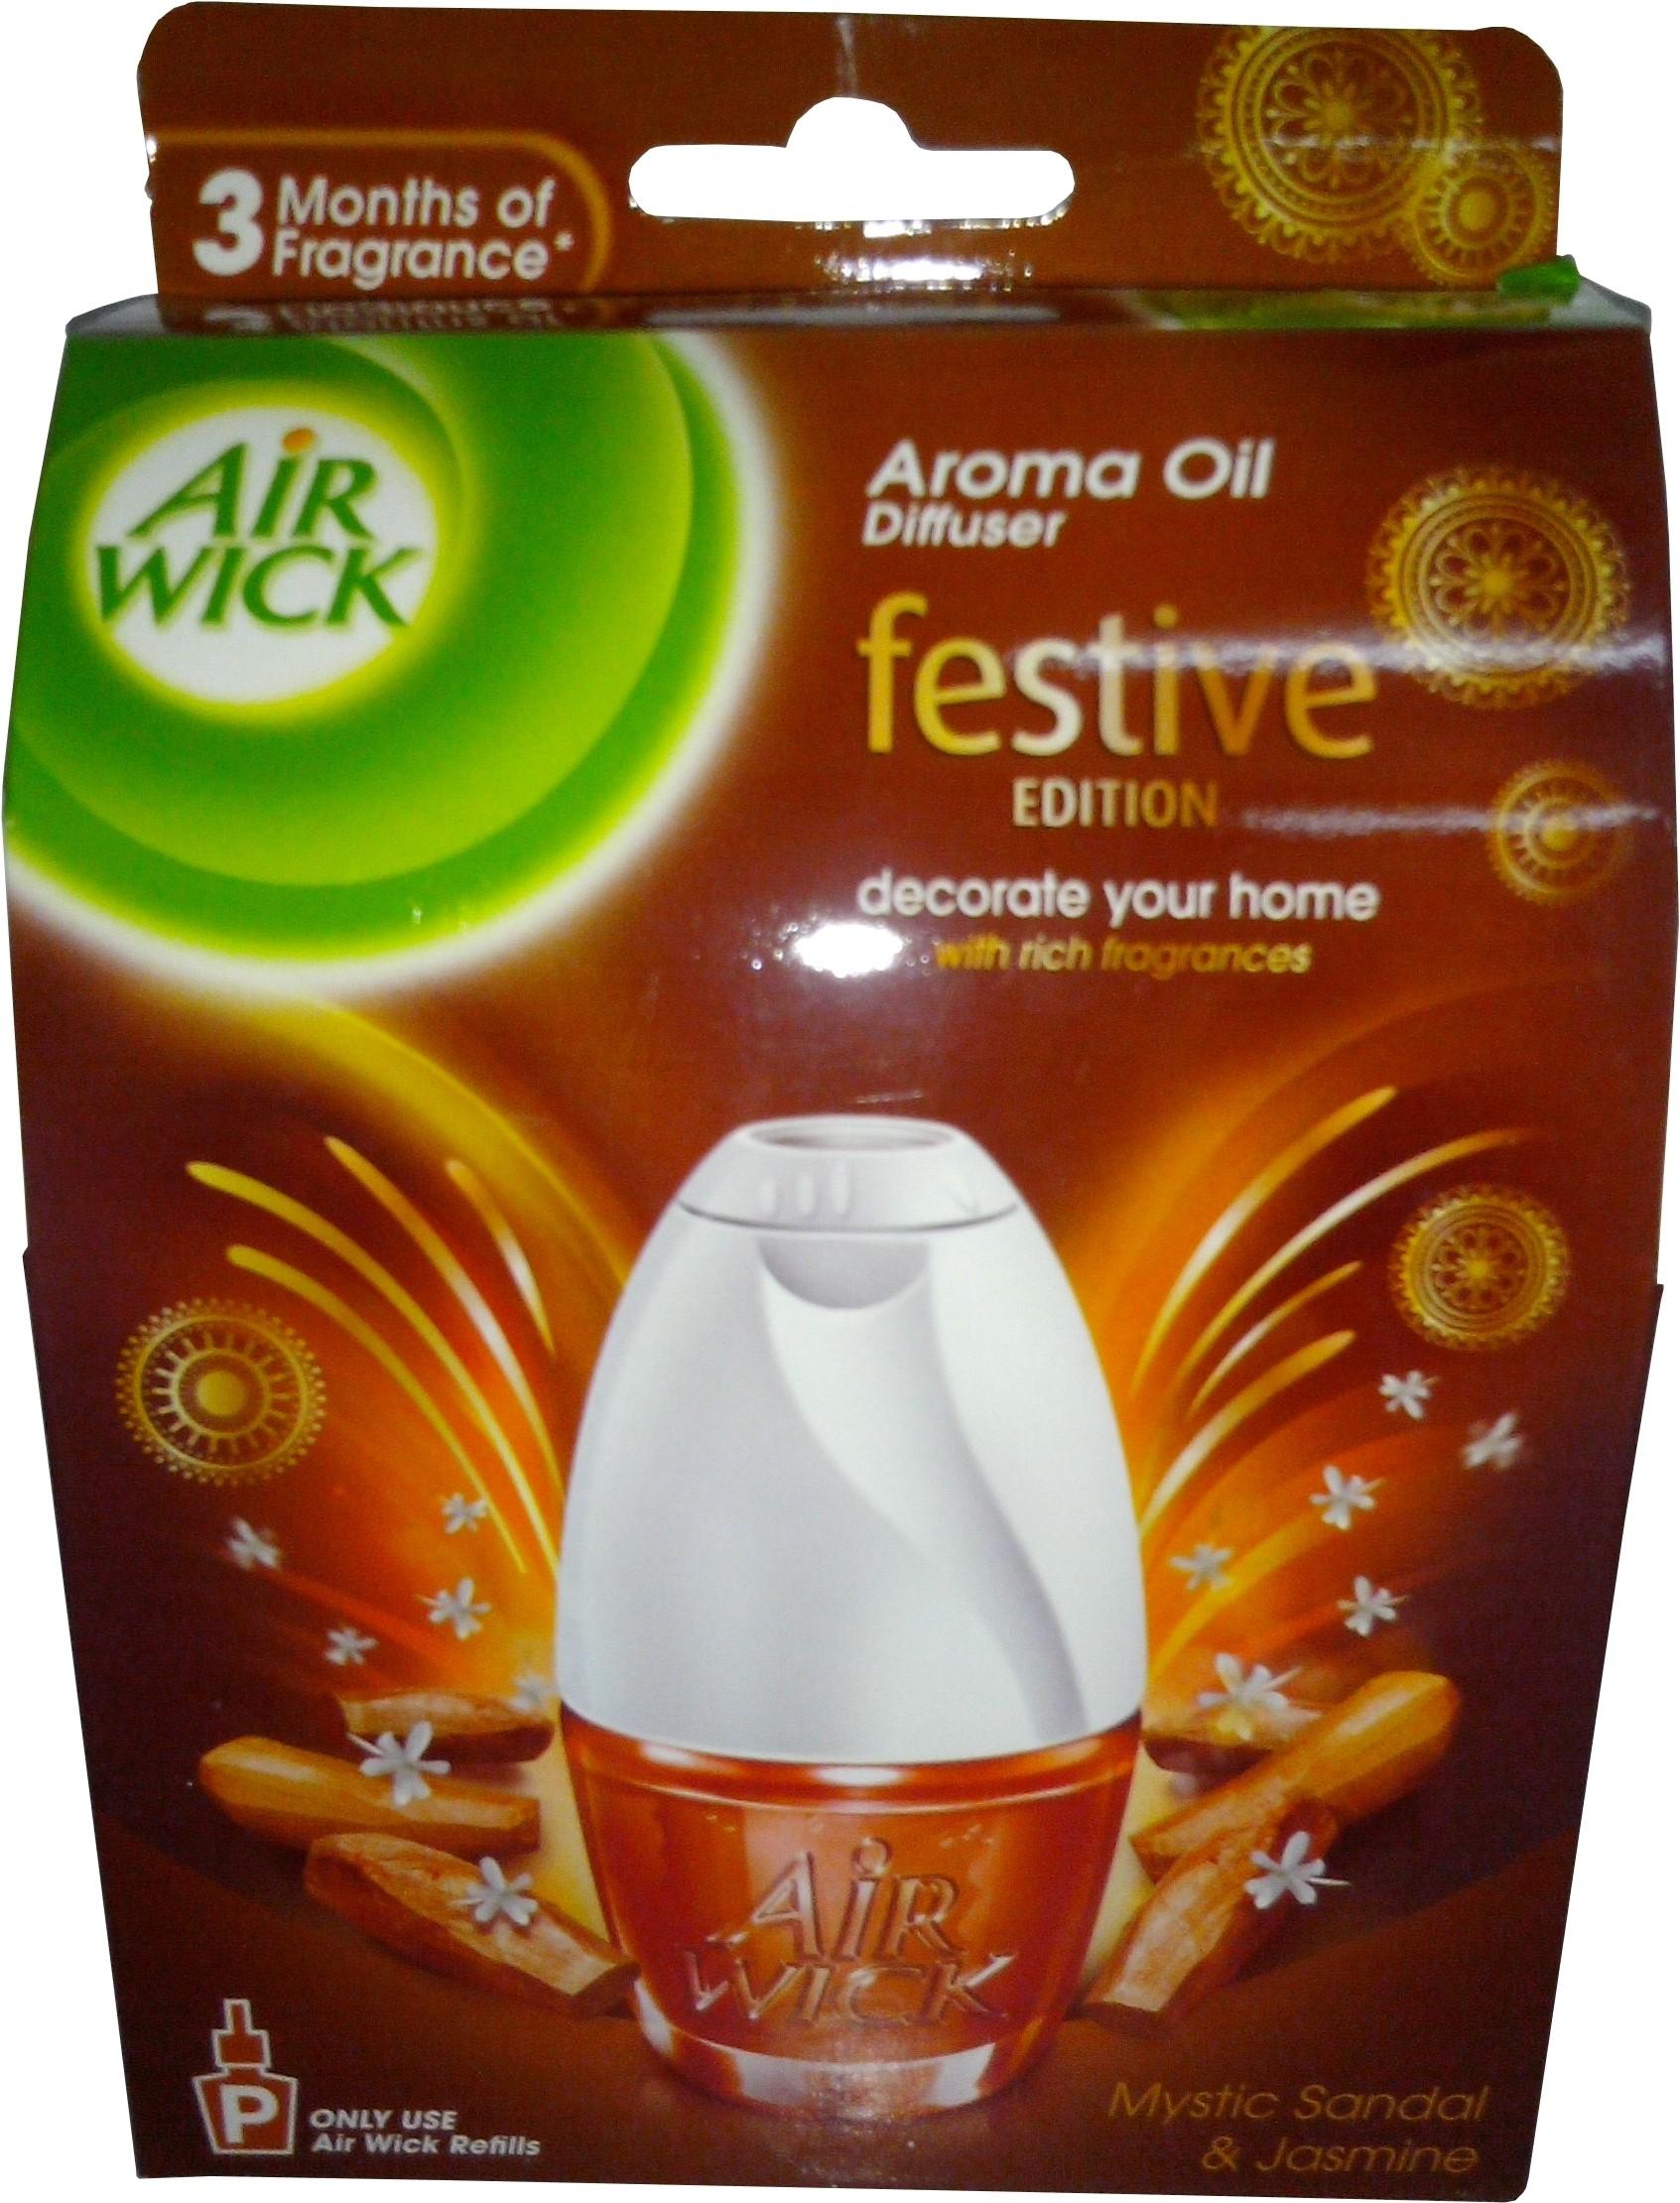 3 Months of
Fragrance*
AiR
WICK
Aroma Oil
Diffuser
festive
EDITION
decorate your home
with rich fragrances
AiR
WICK
P
ONLY USE
Air Wick Refills
Mystic Sandal
& Jasmine